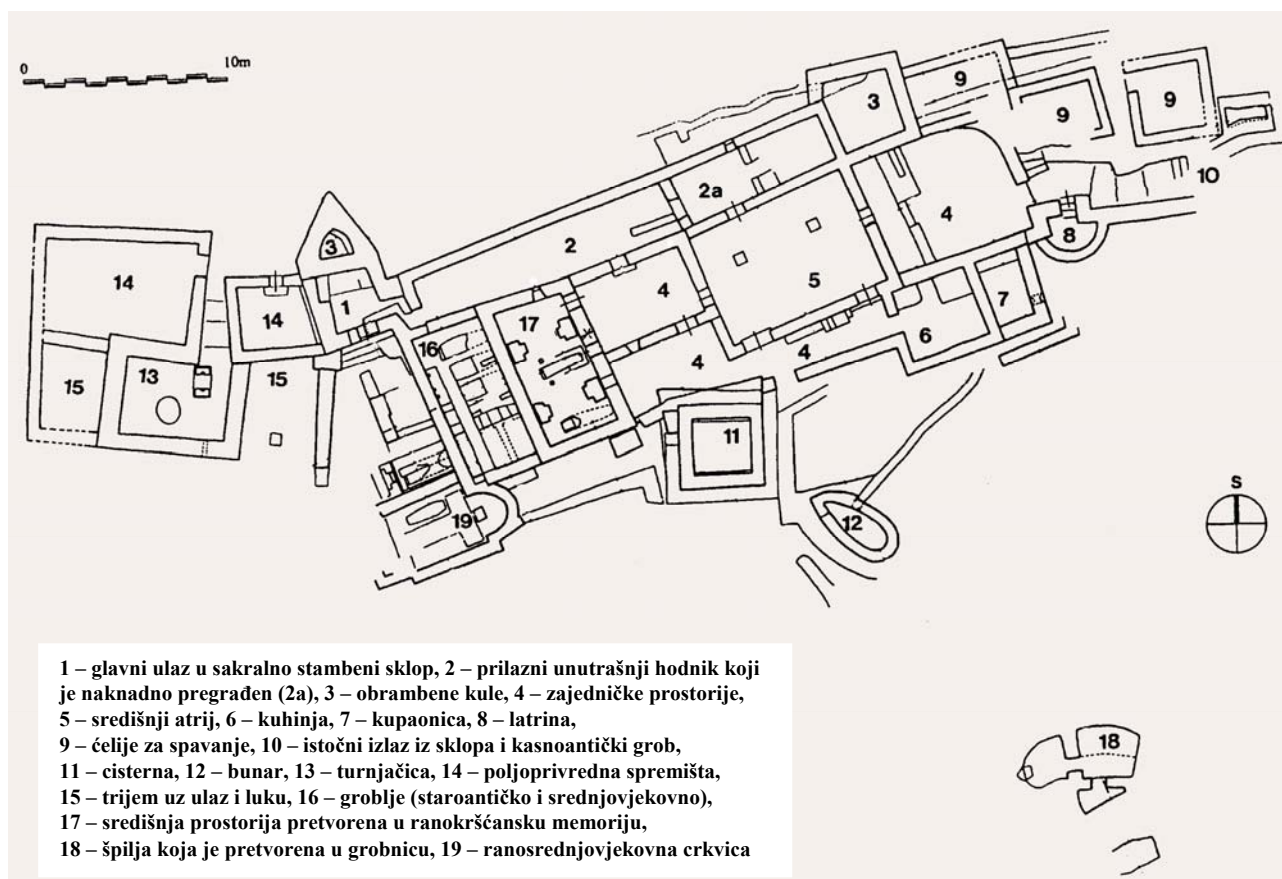 0 10m
3 9 9 9
2a 10
4
2 8
3
14 5
4
14 1 7
17 6
16 4 4
15 13 15
11
S
19 12
18
1 – glavni ulaz u sakralno stambeni sklop, 2 – prilazni unutrašnji hodnik koji
je naknadno pregrađen (2a), 3 – obrambene kule, 4 – zajedničke prostorije,
5 – središnji atrij, 6 – kuhinja, 7 – kupaonica, 8 – latrina,
9 – ćelije za spavanje, 10 – istočni izlaz iz sklopa i kasnoantički grob,
11 – cisterna, 12 – bunar, 13 – turnjačica, 14 – poljoprivredna spremišta,
15 – trijem uz ulaz i luku, 16 – groblje (staroantičko i srednjovjekovno),
17 – središnja prostorija pretvorena u ranokršćansku memoriju,
18 – špilja koja je pretvorena u grobnicu, 19 – ranosrednjovjekovna crkvica